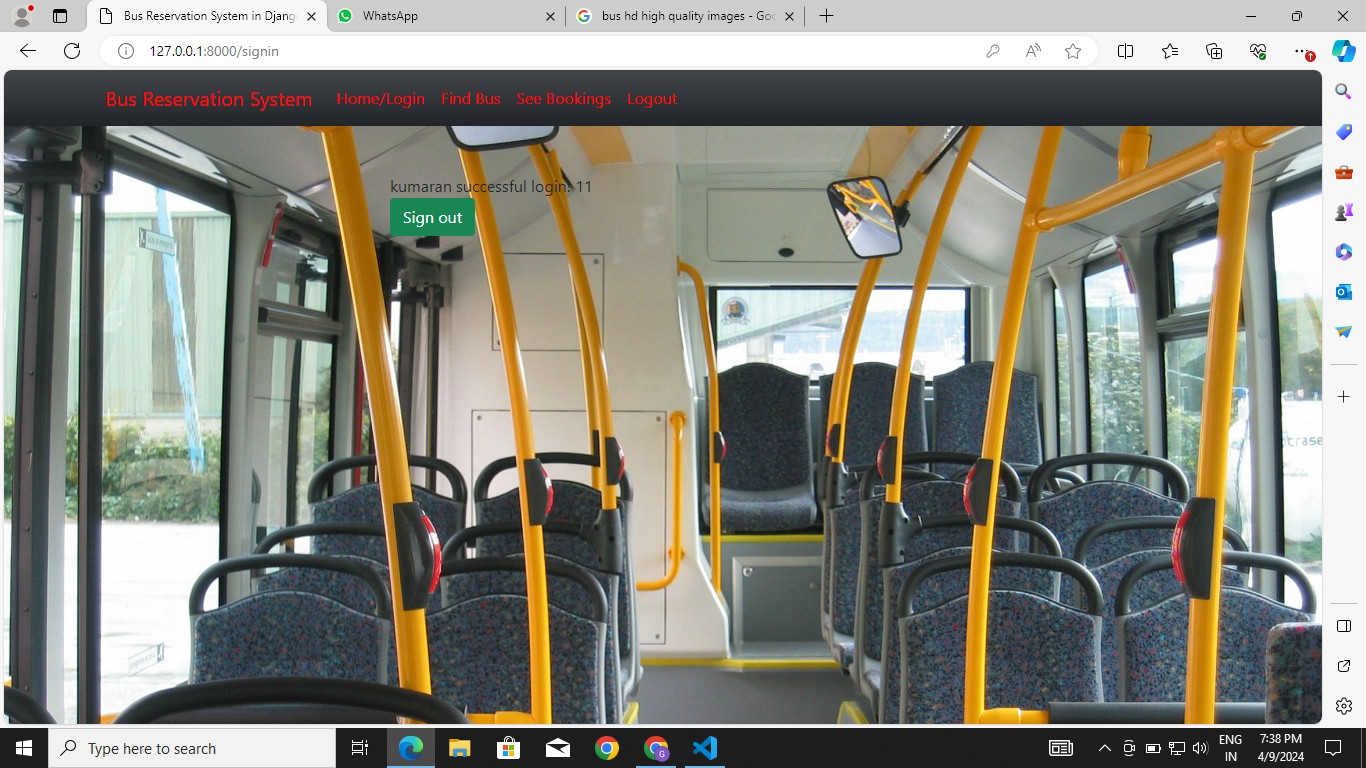 Bus Reservation System in Djang
WhatsApp
bus hd high quality images - Goo
127.0.0.1:8000/signin
Bus Reservation System
Home/Login
Find Bus
See Bookings
Logout
kumaran successful login. 11
Sign out
Type here to search
ENG
IN
7:38 PM
4/9/2024